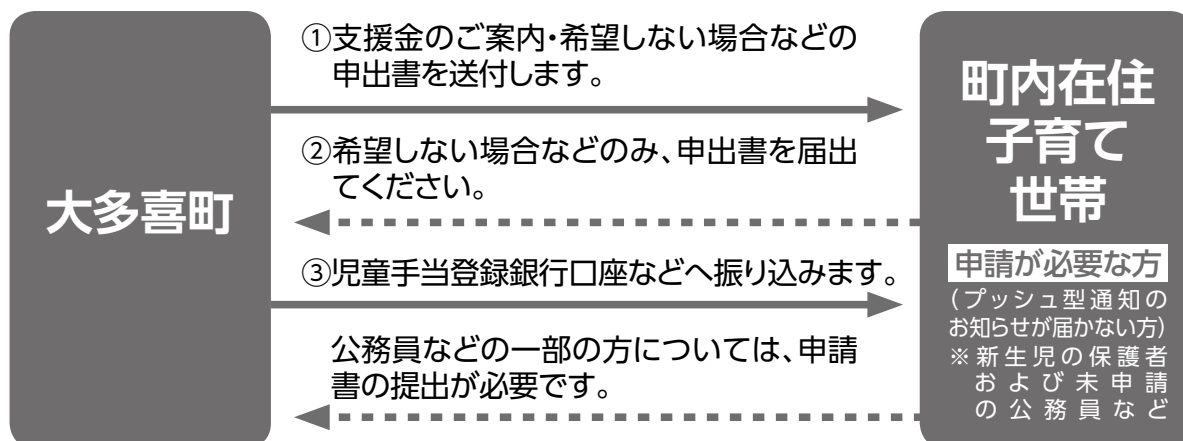 大多喜町
①支援金のご案内・希望しない場合などの
申出書を送付します。
②希望しない場合などのみ、申出書を届出
てください。
③児童手当登録銀行口座などへ振り込みます。
公務員などの一部の方については、申請
書の提出が必要です。
町内在住
子育て
世帯
申請が必要な方
（プッシュ型通知の
お知らせが届かない方）
※新生児の保護者
および未申請
の公務員など